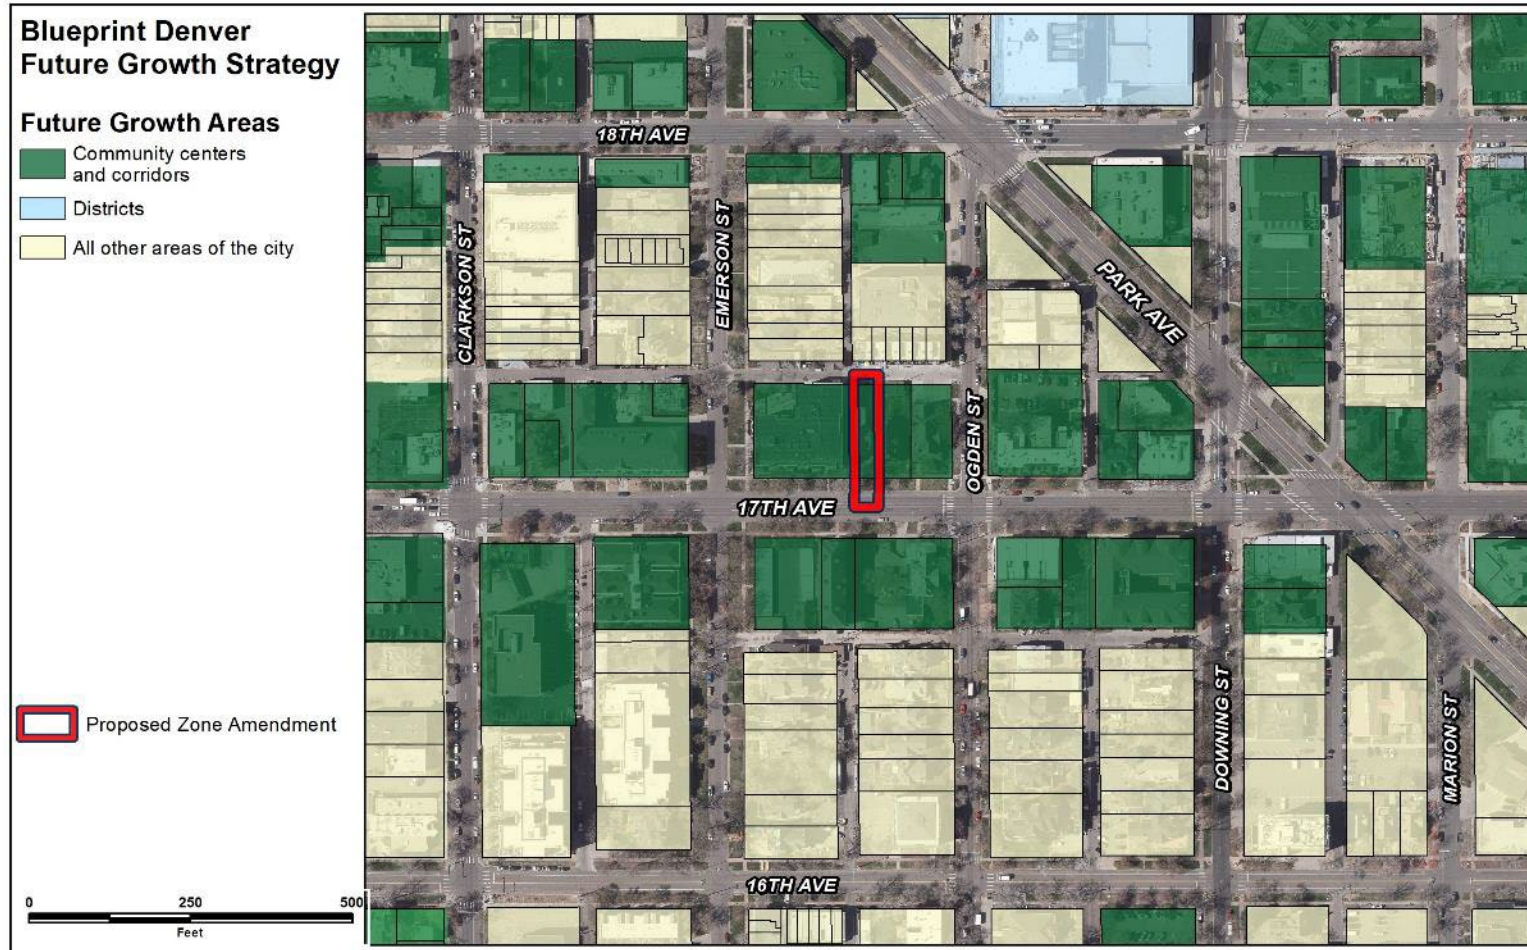 Blueprint Denver
Future Growth Strategy
Future Growth Areas
Community centers
and corridors
Districts
All other areas of the city
Proposed Zone Amendment
0 250 500
Feet
18TH AVE
CLARKSON ST
EMERSON ST
PARK AVE
OGDEN ST
17TH AVE
DOWNING ST
MARION ST
16TH AVE